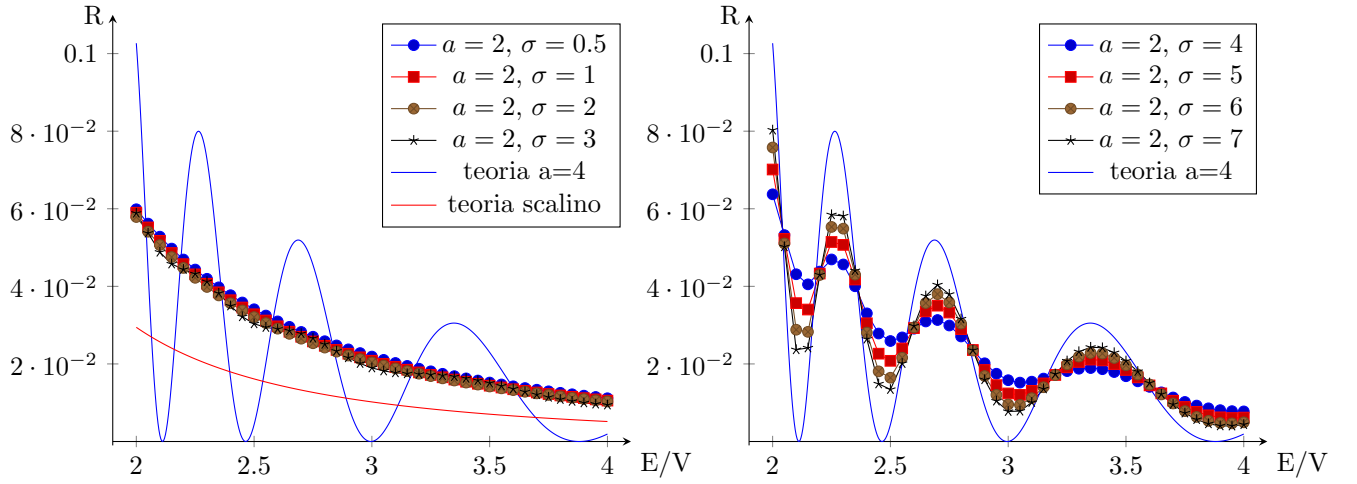 R
0.1
8 · 10⁻²
6 · 10⁻²
4 · 10⁻²
2 · 10⁻²
2 2.5 3 3.5 4 E/V
a = 2, σ = 0.5
a = 2, σ = 1
a = 2, σ = 2
a = 2, σ = 3
teoria a=4
teoria scalino
R
0.1
8 · 10⁻²
6 · 10⁻²
4 · 10⁻²
2 · 10⁻²
2 2.5 3 3.5 4 E/V
a = 2, σ = 4
a = 2, σ = 5
a = 2, σ = 6
a = 2, σ = 7
teoria a=4